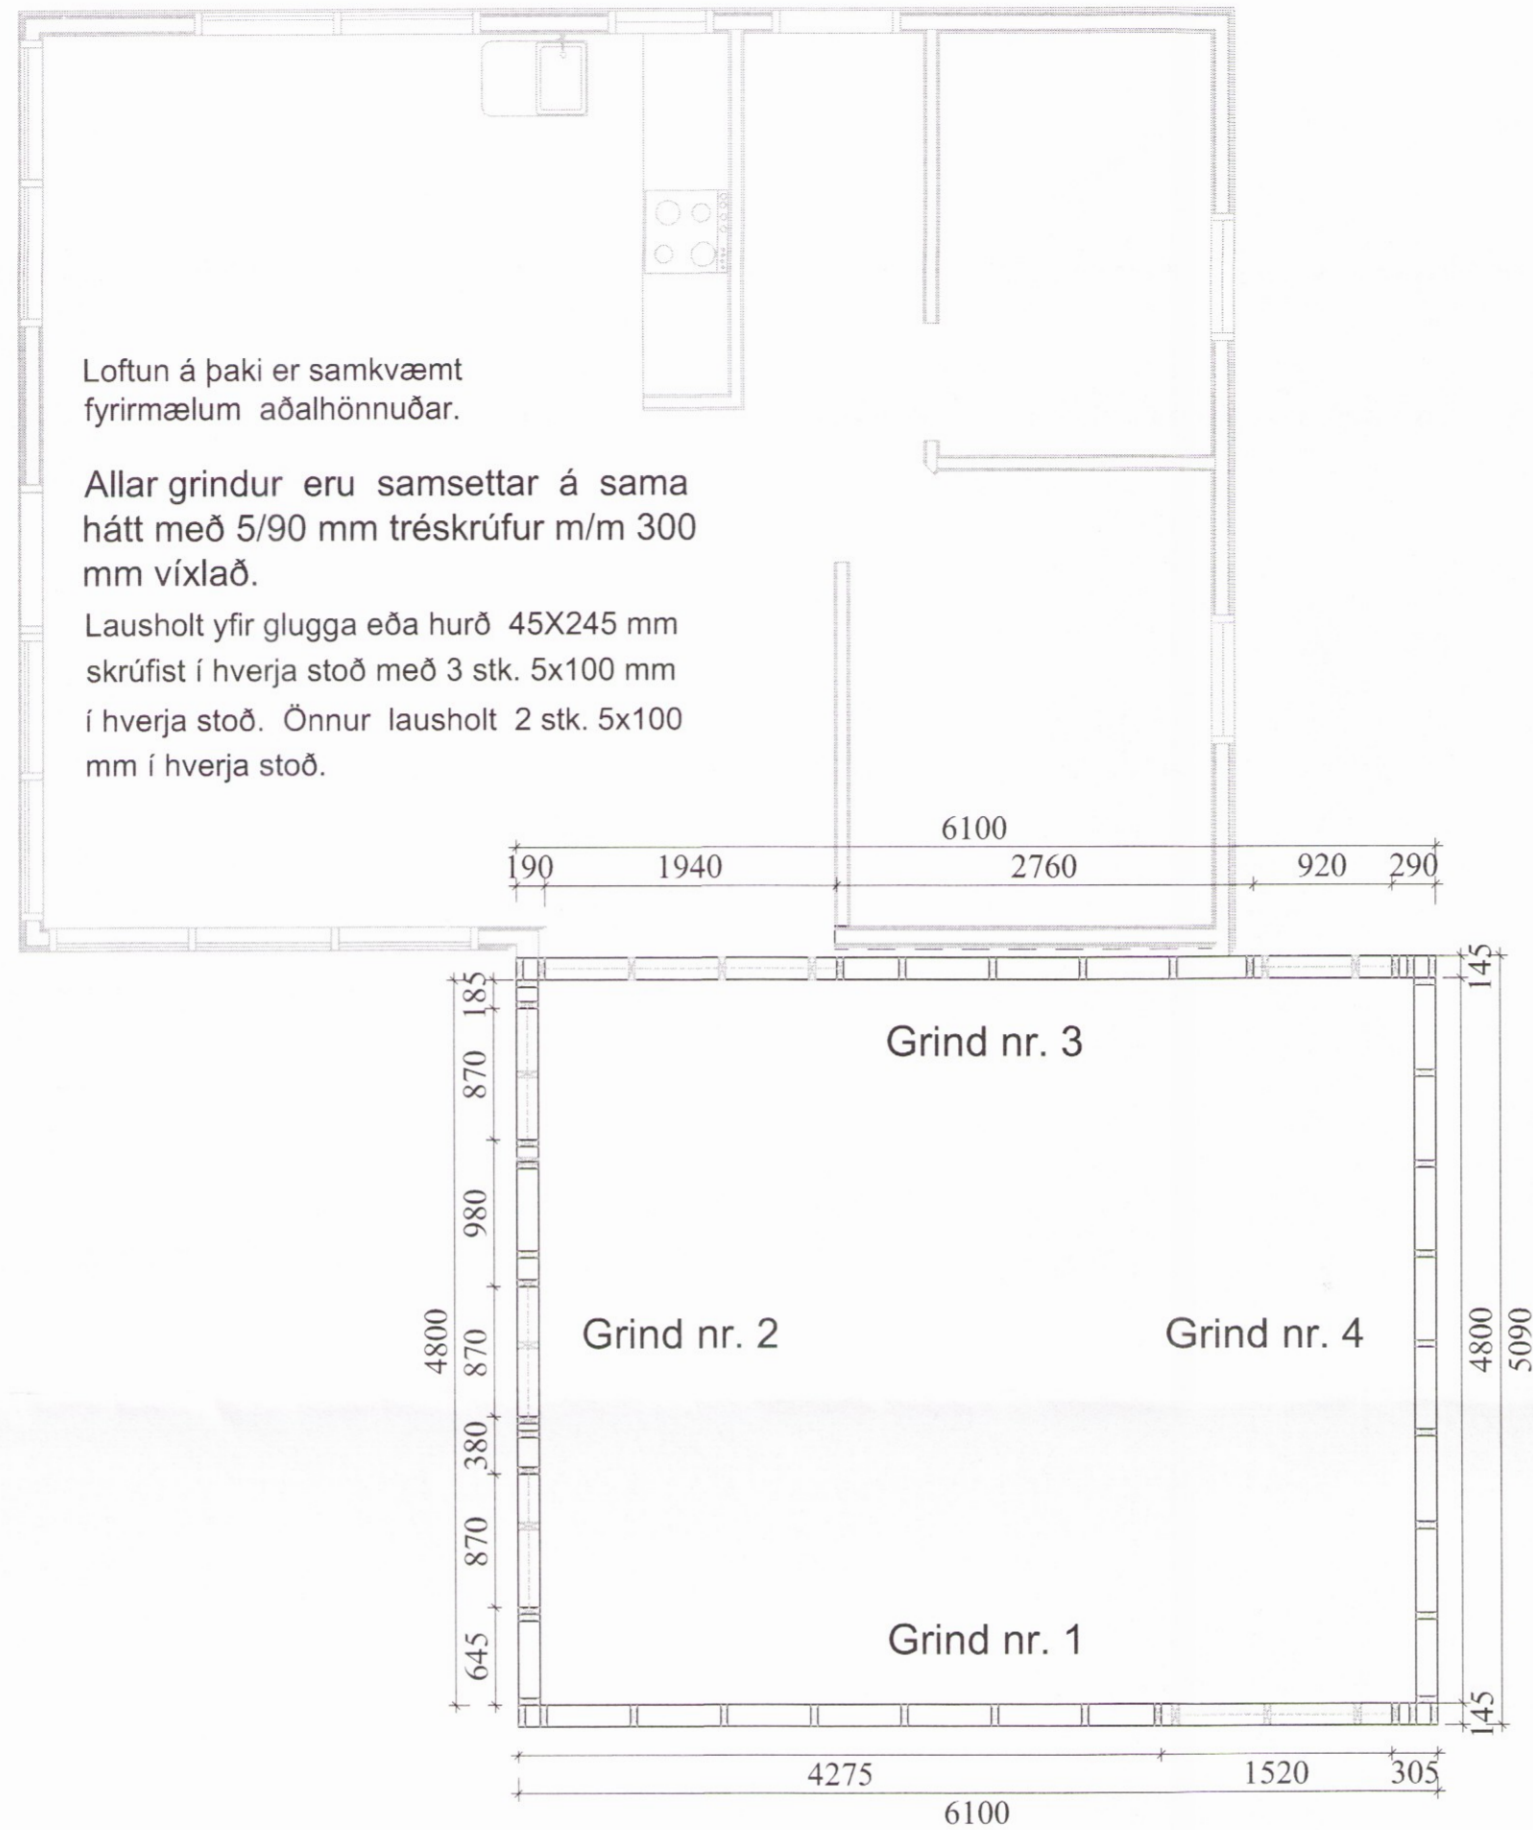 Loftun á þaki er samkvæmt
fyrirmælum aðalhönnuðar.
Allar grindur eru samsettar á sama
hátt með 5/90 mm tréskrúfur m/m 300
mm víxlað.
Lausholt yfir glugga eða hurð 45X245 mm
skrúfist í hverja stoð með 3 stk. 5x100 mm
í hverja stoð. Önnur lausholt 2 stk. 5x100
mm í hverja stoð.
6100
190 1940 2760 920 290
185
870
980
870
380
870
645
4800
145
4800
5090
145
Grind nr. 3
Grind nr. 2
Grind nr. 4
Grind nr. 1
4275 1520 305
6100